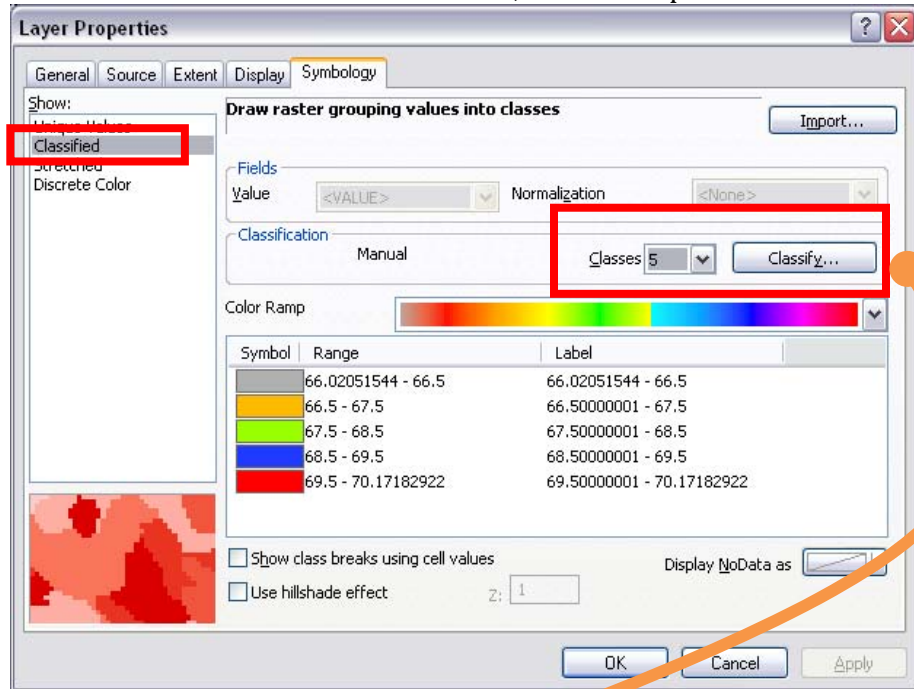 Layer Properties
General Source Extent Display Symbology
Show:
Unique Values
Classified
Stretched
Discrete Color
Draw raster grouping values into classes
Import...
Fields
Value <VALUE> Normalization <None>
Classification
Manual Classes 5 Classify...
Color Ramp
Symbol Range Label
66.02051544 - 66.5 66.02051544 - 66.5
66.5 - 67.5 66.50000001 - 67.5
67.5 - 68.5 67.50000001 - 68.5
68.5 - 69.5 68.50000001 - 69.5
69.5 - 70.17182922 69.50000001 - 70.17182922
Show class breaks using cell values
Display NoData as
Use hillshade effect Z: 1
OK Cancel Apply